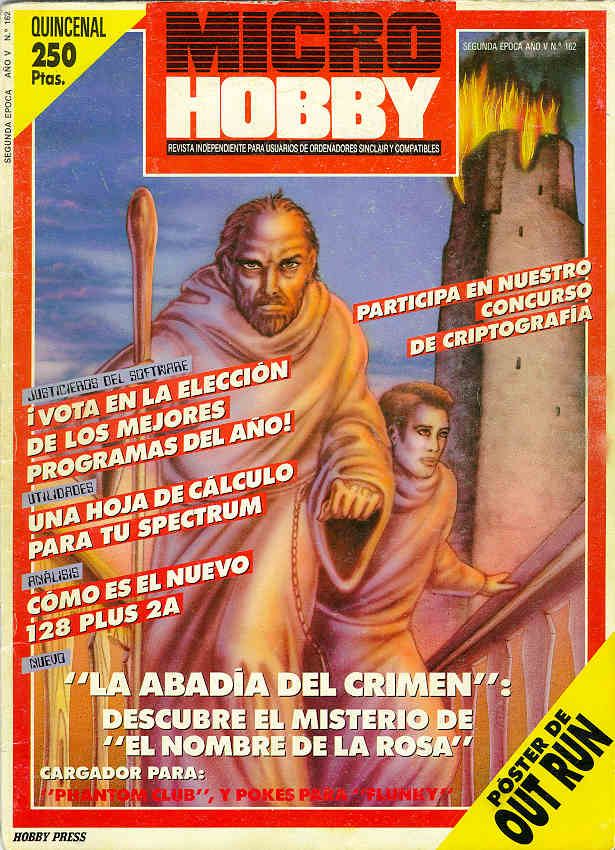 QUINCENAL
250
Ptas.
SEGUNDA EPOCA AÑO V N.º 162
MICRO
HOBBY
REVISTA INDEPENDIENTE PARA USUARIOS DE ORDENADORES SINCLAIR Y COMPATIBLES
SEGUNDA EPOCA AÑO V N.º 162
PARTICIPA EN NUESTRO
CONCURSO
DE CRIPTOGRAFÍA
JUSTICIEROS DEL SOFTWARE
¡VOTA EN LA ELECCIÓN
DE LOS MEJORES
PROGRAMAS DEL AÑO!
UTILIDADES
UNA HOJA DE CÁLCULO
PARA TU SPECTRUM
ANÁLISIS
CÓMO ES EL NUEVO
128 PLUS 2A
NUEVO
"LA ABADÍA DEL CRIMEN":
DESCUBRE EL MISTERIO DE
"EL NOMBRE DE LA ROSA"
CARGADOR PARA:
"PHANTOM CLUB", Y POKES PARA "FLUNKY"
PÓSTER DE
OUT RUN
HOBBY PRESS